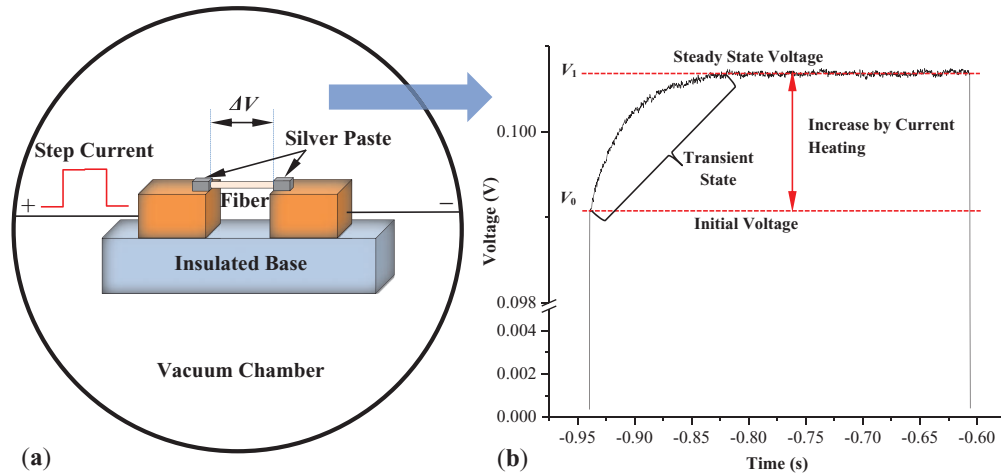 ΔV
Step Current
Silver Paste
+
Fiber
−
Insulated Base
Vacuum Chamber
(a)
V1
Steady State Voltage
0.100
Increase by Current
Heating
Transient
State
V0
Initial Voltage
Voltage (V)
0.098
0.004
0.002
0.000
-0.95 -0.90 -0.85 -0.80 -0.75 -0.70 -0.65 -0.60
Time (s)
(b)